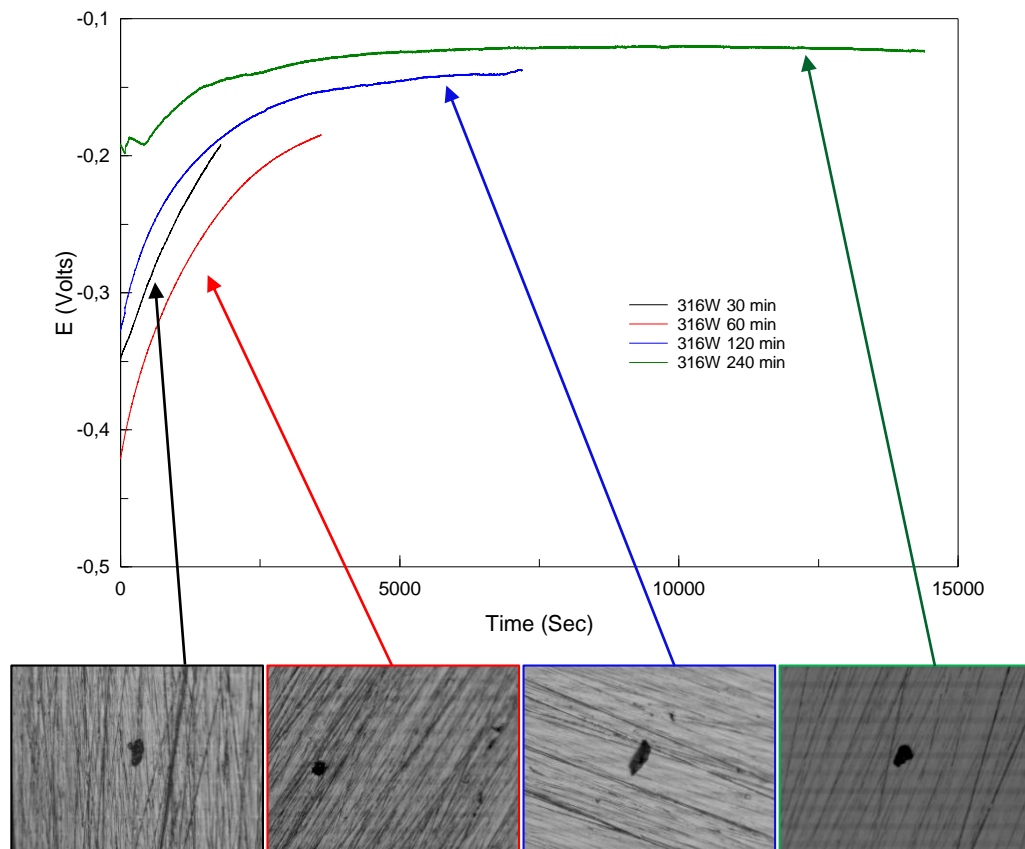 -0,1
-0,2
-0,3
-0,4
-0,5
E (Volts)
316W 30 min
316W 60 min
316W 120 min
316W 240 min
0
5000
10000
15000
Time (Sec)